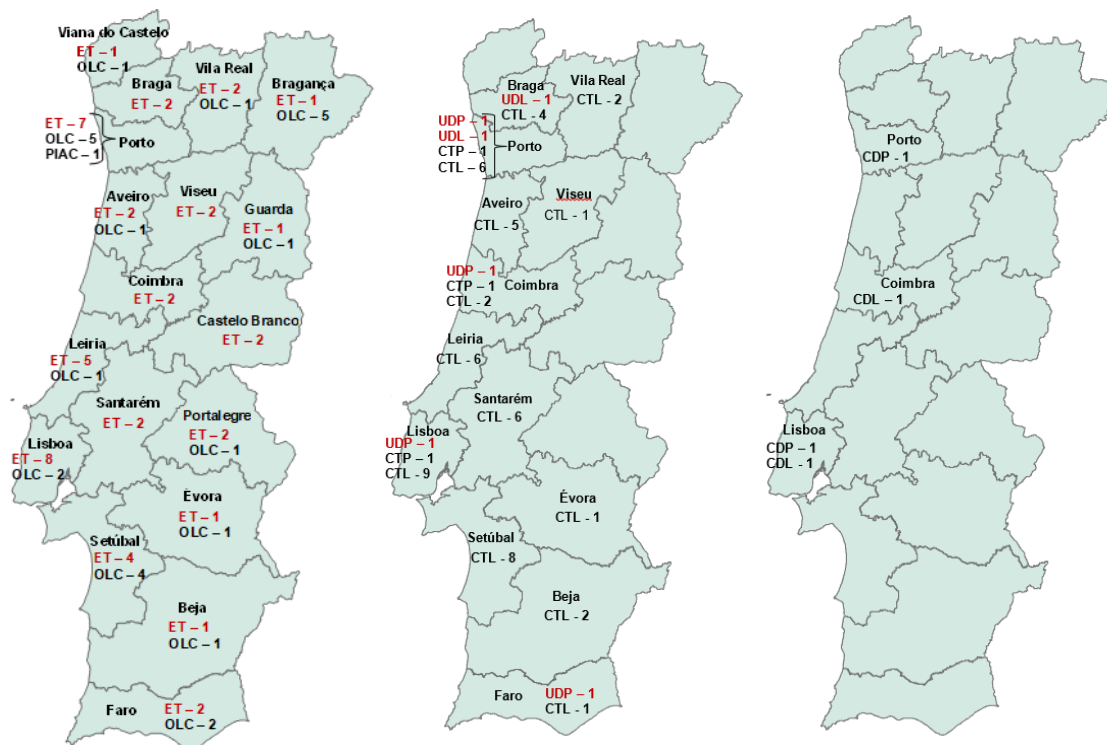 Viana do Castelo
ET – 1
OLC – 1
Braga
ET – 2
Vila Real
ET – 2
OLC – 1
Bragança
ET – 1
OLC – 5
ET – 7
OLC – 5
PIAC – 1
Porto
Aveiro
ET – 2
OLC – 1
Viseu
ET – 2
Guarda
ET – 1
OLC – 1
Coimbra
ET – 2
Castelo Branco
ET – 2
Leiria
ET – 5
OLC – 1
Santarém
ET – 2
Portalegre
ET – 2
OLC – 1
Lisboa
ET – 8
OLC – 2
Évora
ET – 1
OLC – 1
Setúbal
ET – 4
OLC – 4
Beja
ET – 1
OLC – 1
Faro
ET – 2
OLC – 2
Braga
UDL – 1
CTL – 4
Vila Real
CTL - 2
UDP – 1
UDL – 1
CTP – 1
CTL – 6
Porto
Aveiro
CTL - 5
Viseu
CTL - 1
UDP – 1
CTP – 1
CTL – 2
Coimbra
Leiria
CTL - 6
Santarém
CTL - 6
Lisboa
UDP – 1
CTP – 1
CTL - 9
Évora
CTL - 1
Setúbal
CTL - 8
Beja
CTL - 2
Faro
UDP – 1
CTL - 1
Porto
CDP - 1
Coimbra
CDL – 1
Lisboa
CDP – 1
CDL – 1